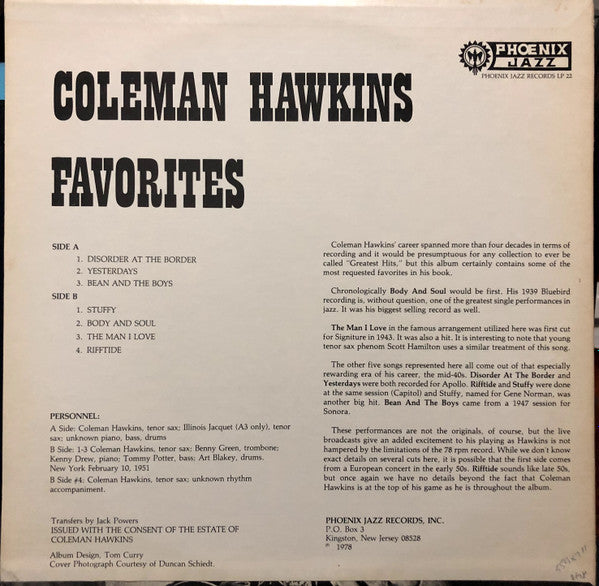 PHOENIX
JAZZ
PHOENIX JAZZ RECORDS LP 22
COLEMAN HAWKINS
FAVORITES
SIDE A
1. DISORDER AT THE BORDER
2. YESTERDAYS
3. BEAN AND THE BOYS
SIDE B
1. STUFFY
2. BODY AND SOUL
3. THE MAN I LOVE
4. RIFFTIDE
PERSONNEL:
A Side: Coleman Hawkins, tenor sax; Illinois Jacquet (A3 only), tenor
sax; unknown piano, bass, drums
B Side: 1-3 Coleman Hawkins, tenor sax; Benny Green, trombone;
Kenny Drew, piano; Tommy Potter, bass; Art Blakey, drums.
New York February 10, 1951
B Side #4: Coleman Hawkins, tenor sax; unknown rhythm
accompaniment.
Transfers by Jack Powers
ISSUED WITH THE CONSENT OF THE ESTATE OF
COLEMAN HAWKINS
Album Design, Tom Curry
Cover Photograph Courtesy of Duncan Schiedt.
Coleman Hawkins' career spanned more than four decades in terms of
recording and it would be presumptuous for any collection to ever be
called "Greatest Hits," but this album certainly contains some of the
most requested favorites in his book.
Chronologically Body And Soul would be first. His 1939 Bluebird
recording is, without question, one of the greatest single performances in
jazz. It was his biggest selling record as well.
The Man I Love in the famous arrangement utilized here was first cut
for Signiture in 1943. It was also a hit. It is interesting to note that young
tenor sax phenom Scott Hamilton uses a similar treatment of this song.
The other five songs represented here all come out of that especially
rewarding era of his career, the mid-40s. Disorder At The Border and
Yesterdays were both recorded for Apollo. Rifftide and Stuffy were done
at the same session (Capitol) and Stuffy, named for Gene Norman, was
another big hit. Bean And The Boys came from a 1947 session for
Sonora.
These performances are not the originals, of course, but the live
broadcasts give an added excitement to his playing as Hawkins is not
hampered by the limitations of the 78 rpm record. While we don't know
exact details on several cuts here, it is possible that the first side comes
from a European concert in the early 50s. Rifftide sounds like late 50s,
but once again we have no details beyond the fact that Coleman
Hawkins is at the top of his game as he is throughout the album.
PHOENIX JAZZ RECORDS, INC.
P.O. Box 3
Kingston, New Jersey 08528
℗ 1978